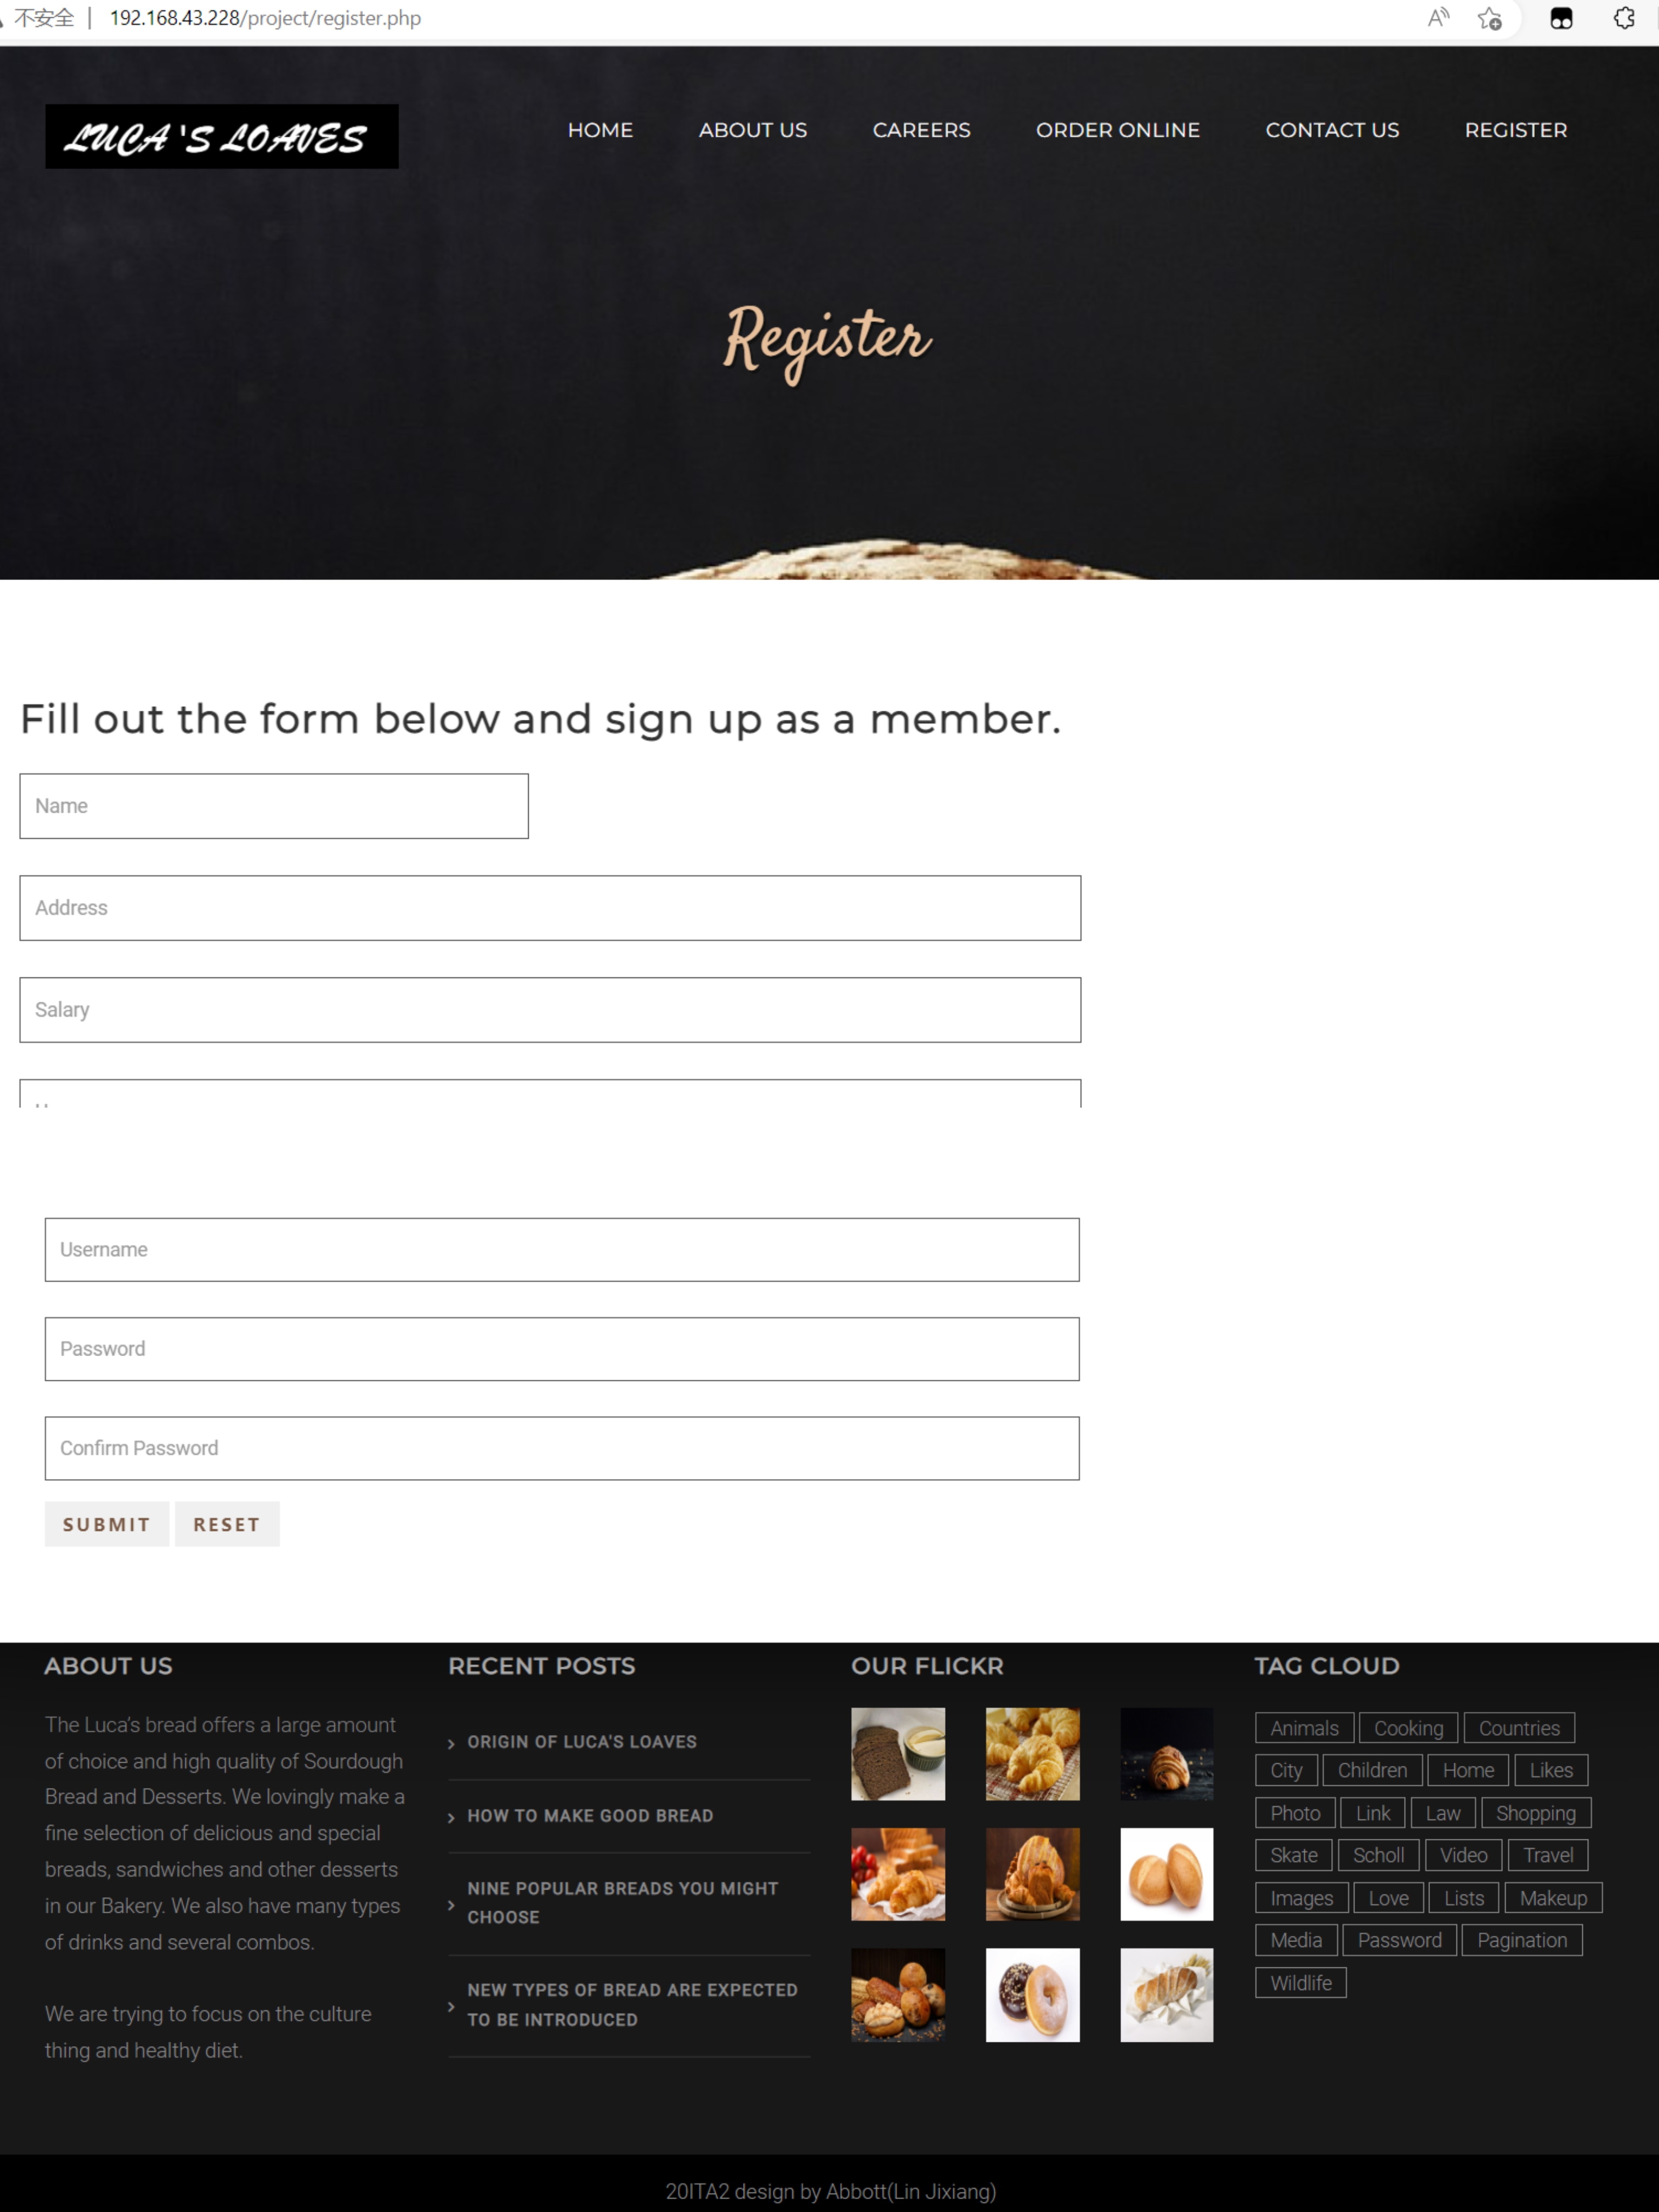 不安全 | 192.168.43.228/project/register.php
LUCA'S LOAVES
HOME ABOUT US CAREERS ORDER ONLINE CONTACT US REGISTER
Register
Fill out the form below and sign up as a member.
Name
Address
Salary
Username
Password
Confirm Password
SUBMIT RESET
ABOUT US
The Luca's bread offers a large amount
of choice and high quality of Sourdough
Bread and Desserts. We lovingly make a
fine selection of delicious and special
breads, sandwiches and other desserts
in our Bakery. We also have many types
of drinks and several combos.
We are trying to focus on the culture
thing and healthy diet.
RECENT POSTS
ORIGIN OF LUCA'S LOAVES
HOW TO MAKE GOOD BREAD
NINE POPULAR BREADS YOU MIGHT
CHOOSE
NEW TYPES OF BREAD ARE EXPECTED
TO BE INTRODUCED
OUR FLICKR
TAG CLOUD
Animals Cooking Countries
City Children Home Likes
Photo Link Law Shopping
Skate Scholl Video Travel
Images Love Lists Makeup
Media Password Pagination
Wildlife
20ITA2 design by Abbott(Lin Jixiang)